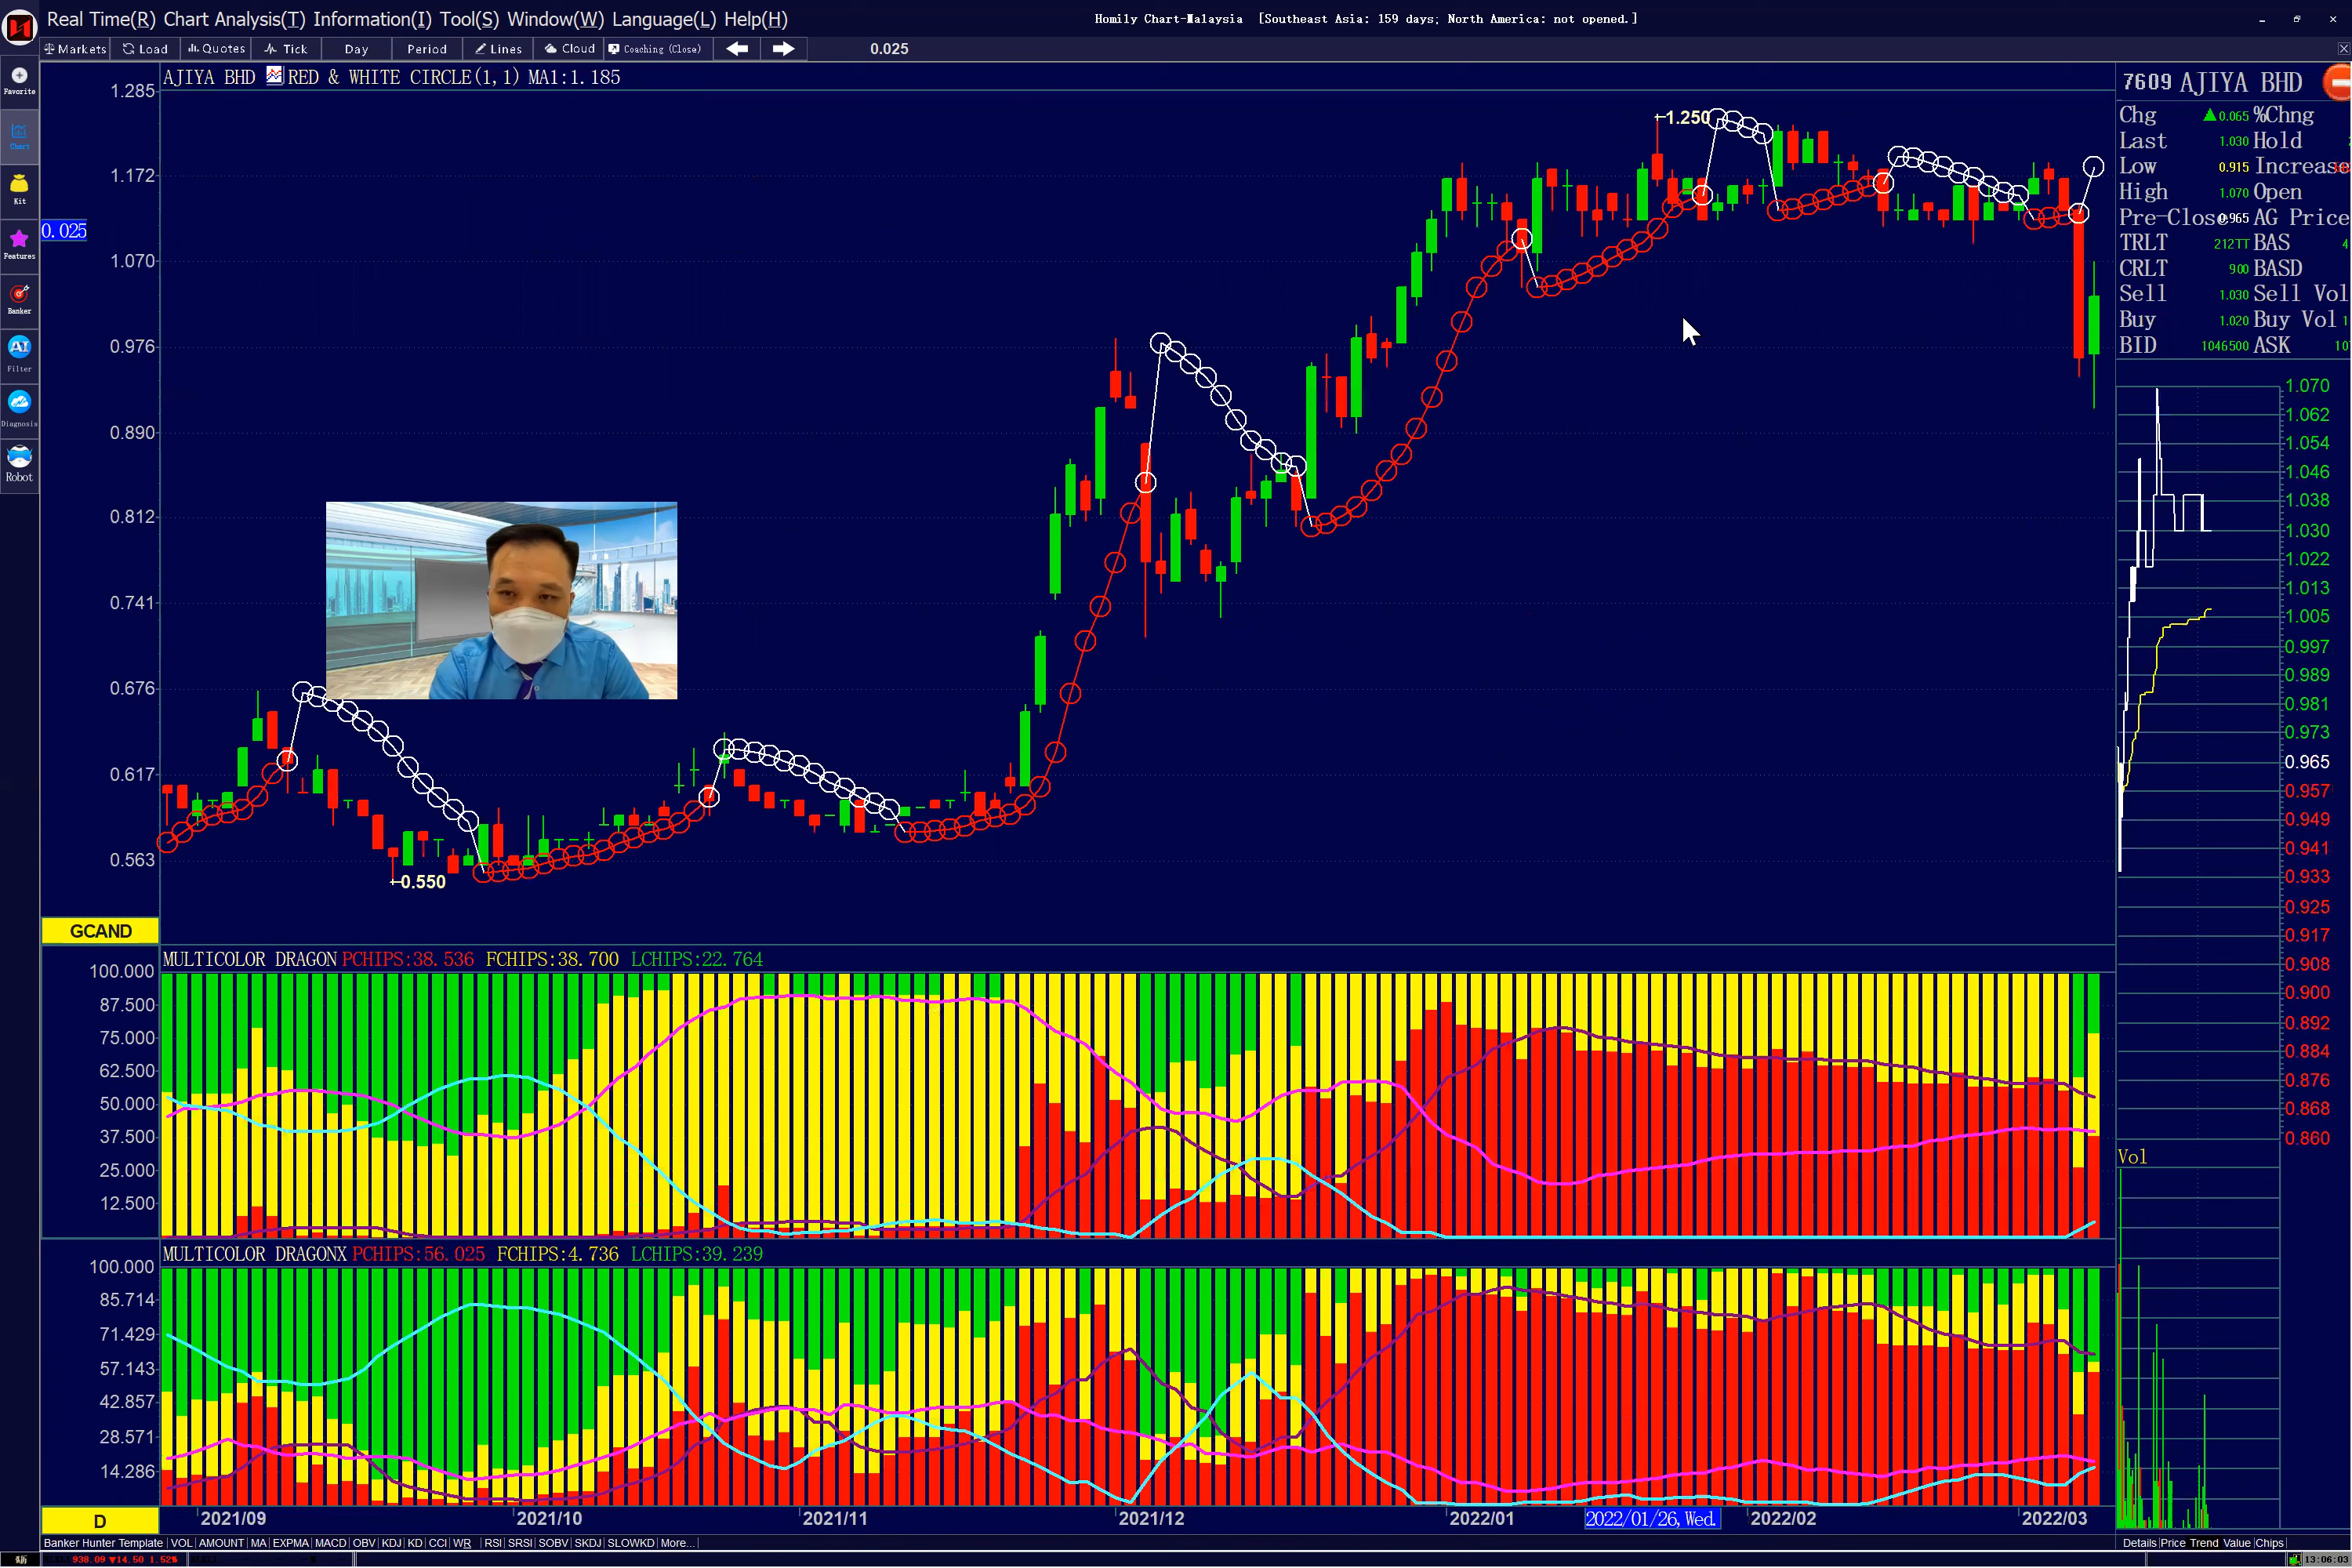 Real Time(R) Chart Analysis(T) Information(I) Tool(S) Window(W) Language(L) Help(H)
Homily Chart-Malaysia [Southeast Asia: 159 days; North America: not opened.]
Markets Load Quotes Tick Day Period Lines Cloud Coaching (Close) 0.025
Favorite
Chart
Kit
Features
Banker
AI
Filter
Diagnosis
Robot
AJIYA BHD RED & WHITE CIRCLE(1,1) MA1:1.185
1.285
1.172
1.070
0.976
0.890
0.812
0.741
0.676
0.617
0.563
0.025
1.250
0.550
GCAND
MULTICOLOR DRAGON PCHIPS:38.536 FCHIPS:38.700 LCHIPS:22.764
100.000
87.500
75.000
62.500
50.000
37.500
25.000
12.500
MULTICOLOR DRAGONX PCHIPS:56.025 FCHIPS:4.736 LCHIPS:39.239
100.000
85.714
71.429
57.143
42.857
28.571
14.286
D
2021/09 2021/10 2021/11 2021/12 2022/01 2022/01/26,Wed. 2022/02 2022/03
Banker Hunter Template VOL AMOUNT MA EXPMA MACD OBV KDJ KD CCI WR RSI SRSI SOBV SKDJ SLOWKD More...
7609 AJIYA BHD
Chg 0.065 %Chng
Last 1.030 Hold
Low 0.915 Increase
High 1.070 Open
Pre-Close 0.965 AG Price
TRLT 212TT BAS 4
CRLT 900 BASD
Sell 1.030 Sell Vol
Buy 1.020 Buy Vol 1
BID 1046500 ASK 10
1.070
1.062
1.054
1.046
1.038
1.030
1.022
1.013
1.005
0.997
0.989
0.981
0.973
0.965
0.957
0.949
0.941
0.933
0.925
0.917
0.908
0.900
0.892
0.884
0.876
0.868
0.860
Vol
Details Price Trend Value Chips
938.09 ▼14.50 1.52%